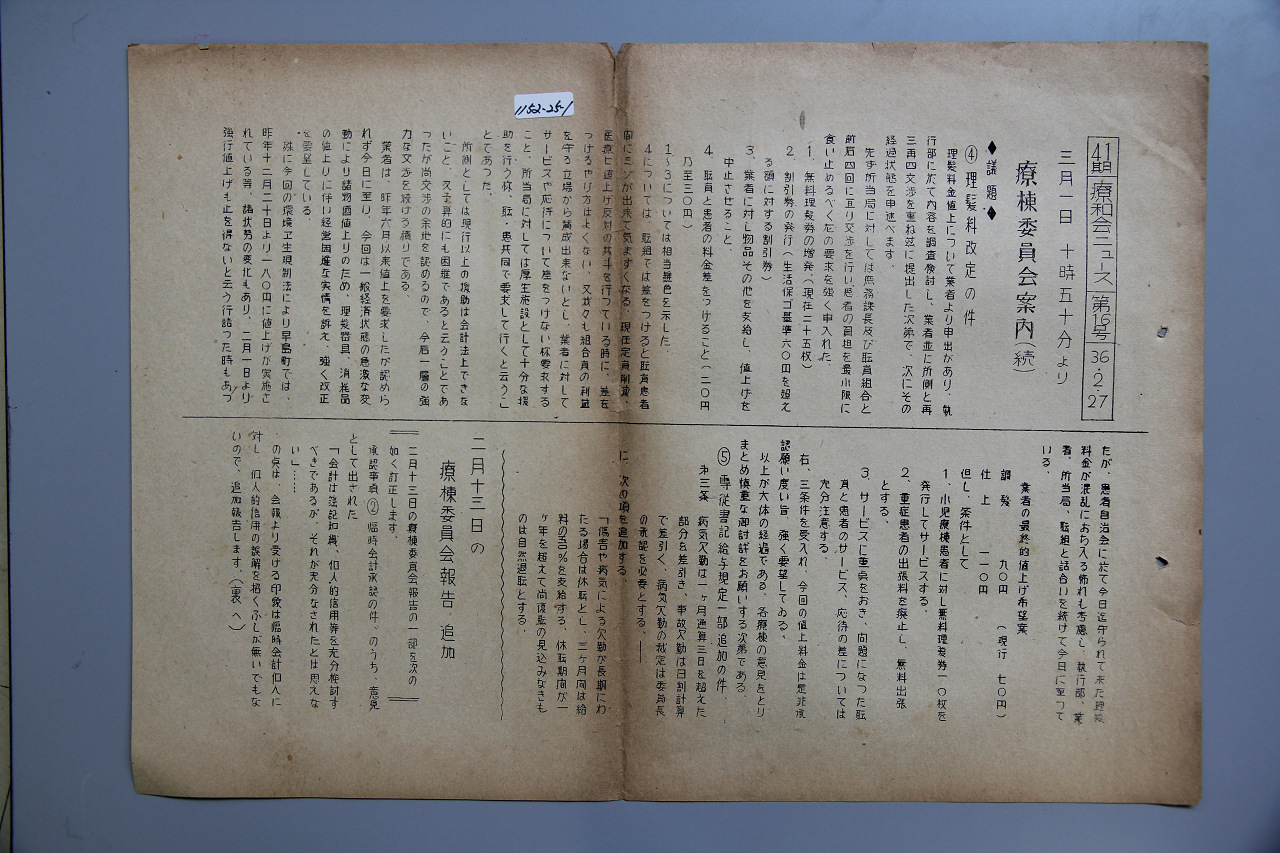 1152-25-1
41期 療和会ニュース 第16号 36・2・27
三月一日 十時五十分より
療棟委員会案内(続)
◆議題◆
④理髪料改定の件
理髪料金値上について業者より申出があり、執
行部に於て内容を調査検討し、業者並に所側と再
三再四交渉を重ね玆に提出した次第で、次にその
経過状態を申述べます。
先ず所当局に対しては庶務課長及び転員組合と
前后四回に亘り交渉を行い患者の負担を最小限に
食い止めるべく左の要求を強く申入れた。
1、無料理髪券の増発、(現在二十五枚)
2、割引券の発行(生活保ゴ基準六〇円を超え
る額に対する割引券)
3、業者に対し物品その他を支給し、値上げを
中止させること、
4、転員と患者の料金差をつけること(二〇円
乃至三〇円)
1〜3については相当難色を示した。
4については、転組では差をつけると転員患者
間にミゾが出来て気まずくなる、現在定員削減、
医療七値上げ反対の共斗を行っている時に、差を
つけるやり方はよくない、又我々も組合員の利益
を守る立場から賛成出来ないとし、業者に対して
サービスや応待について差をつけない様要求する
こと、所当局に対しては厚生施設として十分な援
助を行う様、転・患共同で要求して行くと云うこ
とであった。
所側としては現行以上の援助は会計法上できな
いこと、又予算的にも困難であると云うことであ
ったが尚交渉の余地を認めるので、今后一層の強
力な交渉を続ける積りである。
業者は、昨年六月以来値上を要求したが認めら
れず今日に至り、今回は一般経済状態の急激な変
動により諸物価値上りのため、理髪器具、消耗品
の値上りに伴い経営困難な実情を訴え、強く改正
を要望している。
殊に今回の環境ヱ生規制法により早島町では、
昨年十二月二十日より一八〇円に値上げが実施さ
れている等、諸状勢の変化もあり、二月一日より
強行値上げも止を得ないと云う行詰った時もあっ
たが、患者自治会に於て今日迄守られて来た理髪
料金が混乱におち入る怖れも考慮し、執行部、業
者、所当局、転組と話合いを続けて今日に至って
いる。
業者の最終的値上げ希望案
調髪 九〇円 (現行 七〇円)
仕上 一一〇円
但し、条件として
1、小児療棟患者に対し無料理髪券一〇枚を
発行してサービスする。
2、重症患者の出張料を廃止し、無料出張
とする、
3、サービスに重点をおき、問題になった転
員と患者のサービス、応待の差については
充分注意する、
右、三条件を受入れ、今回の値上料金は是非承
認願い度い旨、強く要望してゐる、
以上が大体の経過である、各療棟の意見をとり
まとめ慎重な御討評をお願いする次第である。
⑤専従書記給与規定一部追加の件、
第三条 病気欠勤は一ヶ月通算三日を超えた
部分を差引き、事故欠勤は日割計算
で差引く、病気欠勤の裁定は委員長
の承認を必要とする、――
に、次の項を追加する、
「傷害や病気による欠勤が長期にわ
たる場合は休転とし、三ヶ月間は給
料の80%を支給する、休転期間が一
ヶ年を超えて尚復転の見込みなきも
のは自然退転とする。
二月十三日の
療棟委員会報告 追加
二月十三日の療棟委員会報告の一部を次の
如く訂正します、
承認事項②臨時会計承認の件、のうち、意見
として出された
「会計は簿記知識、個人的信用等を充分検討す
べきであるが、それが充分なされたとは思えな
い」……
の点は、会報より受ける印象は臨時会計個人に
対し、個人的信用の誤解を招くふしが無いでもな
いので、追加報告します、(裏へ)